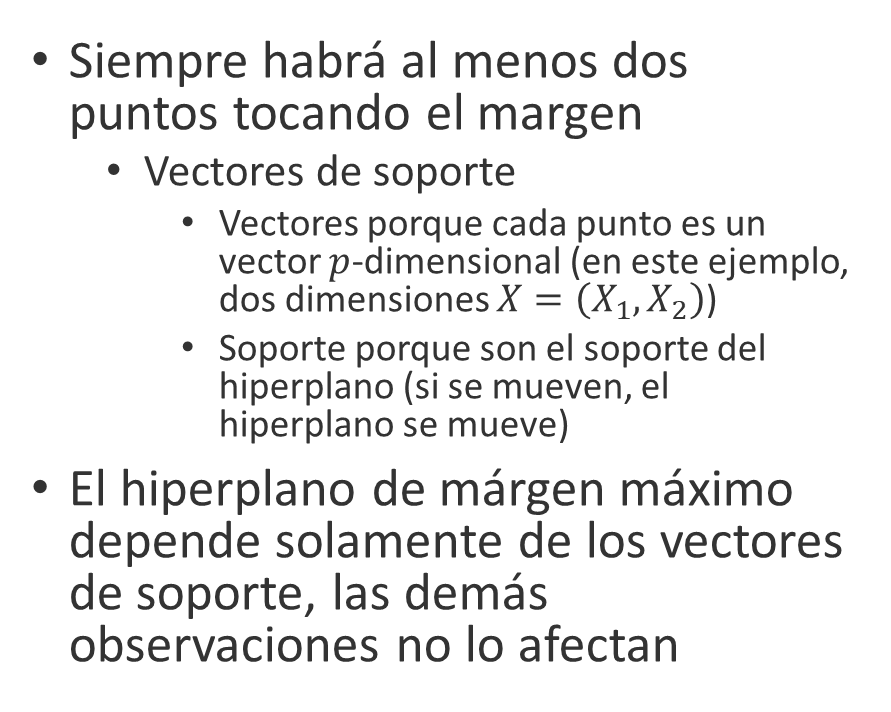 • Siempre habrá al menos dos
puntos tocando el margen
• Vectores de soporte
• Vectores porque cada punto es un
vector p-dimensional (en este ejemplo,
dos dimensiones X = (X₁, X₂))
• Soporte porque son el soporte del
hiperplano (si se mueven, el
hiperplano se mueve)
• El hiperplano de márgen máximo
depende solamente de los vectores
de soporte, las demás
observaciones no lo afectan